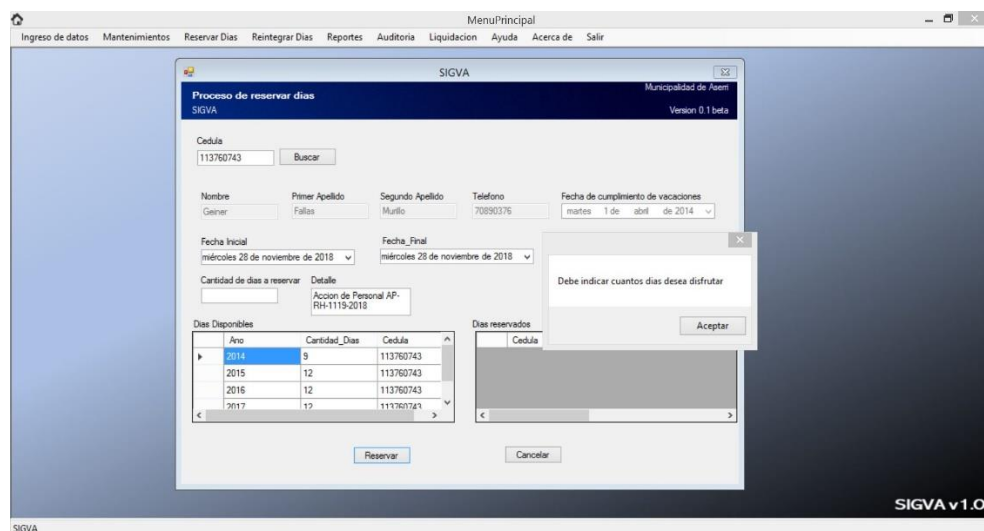 MenuPrincipal
Ingreso de datos Mantenimientos Reservar Dias Reintegrar Dias Reportes Auditoria Liquidacion Ayuda Acerca de Salir
SIGVA
Municipalidad de Aserri
Proceso de reservar dias
SIGVA Version 0.1 beta
Cedula
113760743 Buscar
Nombre Primer Apellido Segundo Apellido Telefono Fecha de cumplimiento de vacaciones
Geiner Fallas Murillo 70890376 martes 1 de abril de 2014
Fecha Inicial Fecha_Final
miércoles 28 de noviembre de 2018 miércoles 28 de noviembre de 2018
Cantidad de dias a reservar Detalle
Accion de Personal AP-
RH-1119-2018
Debe indicar cuantos dias desea disfrutar
Aceptar
Dias Disponibles Dias reservados
Ano Cantidad_Dias Cedula Cedula
2014 9 113760743
2015 12 113760743
2016 12 113760743
2017 12 113760743
Reservar Cancelar
SIGVA v1.0
SIGVA